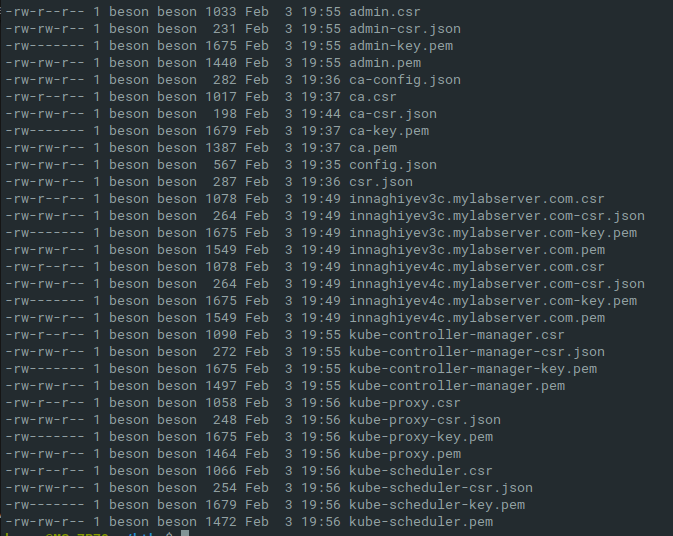 -rw-r--r-- 1 beson beson 1033 Feb  3 19:55 admin.csr
-rw-rw-r-- 1 beson beson  231 Feb  3 19:55 admin-csr.json
-rw------- 1 beson beson 1675 Feb  3 19:55 admin-key.pem
-rw-rw-r-- 1 beson beson 1440 Feb  3 19:55 admin.pem
-rw-rw-r-- 1 beson beson  282 Feb  3 19:36 ca-config.json
-rw-r--r-- 1 beson beson 1017 Feb  3 19:37 ca.csr
-rw-rw-r-- 1 beson beson  198 Feb  3 19:44 ca-csr.json
-rw------- 1 beson beson 1679 Feb  3 19:37 ca-key.pem
-rw-rw-r-- 1 beson beson 1387 Feb  3 19:37 ca.pem
-rw-rw-r-- 1 beson beson  567 Feb  3 19:35 config.json
-rw-rw-r-- 1 beson beson  287 Feb  3 19:36 csr.json
-rw-r--r-- 1 beson beson 1078 Feb  3 19:49 innaghiyev3c.mylabserver.com.csr
-rw-rw-r-- 1 beson beson  264 Feb  3 19:49 innaghiyev3c.mylabserver.com-csr.json
-rw------- 1 beson beson 1675 Feb  3 19:49 innaghiyev3c.mylabserver.com-key.pem
-rw-rw-r-- 1 beson beson 1549 Feb  3 19:49 innaghiyev3c.mylabserver.com.pem
-rw-r--r-- 1 beson beson 1078 Feb  3 19:49 innaghiyev4c.mylabserver.com.csr
-rw-rw-r-- 1 beson beson  264 Feb  3 19:49 innaghiyev4c.mylabserver.com-csr.json
-rw------- 1 beson beson 1675 Feb  3 19:49 innaghiyev4c.mylabserver.com-key.pem
-rw-rw-r-- 1 beson beson 1549 Feb  3 19:49 innaghiyev4c.mylabserver.com.pem
-rw-r--r-- 1 beson beson 1090 Feb  3 19:55 kube-controller-manager.csr
-rw-rw-r-- 1 beson beson  272 Feb  3 19:55 kube-controller-manager-csr.json
-rw------- 1 beson beson 1675 Feb  3 19:55 kube-controller-manager-key.pem
-rw-rw-r-- 1 beson beson 1497 Feb  3 19:55 kube-controller-manager.pem
-rw-r--r-- 1 beson beson 1058 Feb  3 19:56 kube-proxy.csr
-rw-rw-r-- 1 beson beson  248 Feb  3 19:56 kube-proxy-csr.json
-rw------- 1 beson beson 1675 Feb  3 19:56 kube-proxy-key.pem
-rw-rw-r-- 1 beson beson 1464 Feb  3 19:56 kube-proxy.pem
-rw-r--r-- 1 beson beson 1066 Feb  3 19:56 kube-scheduler.csr
-rw-rw-r-- 1 beson beson  254 Feb  3 19:56 kube-scheduler-csr.json
-rw------- 1 beson beson 1679 Feb  3 19:56 kube-scheduler-key.pem
-rw-rw-r-- 1 beson beson 1472 Feb  3 19:56 kube-scheduler.pem